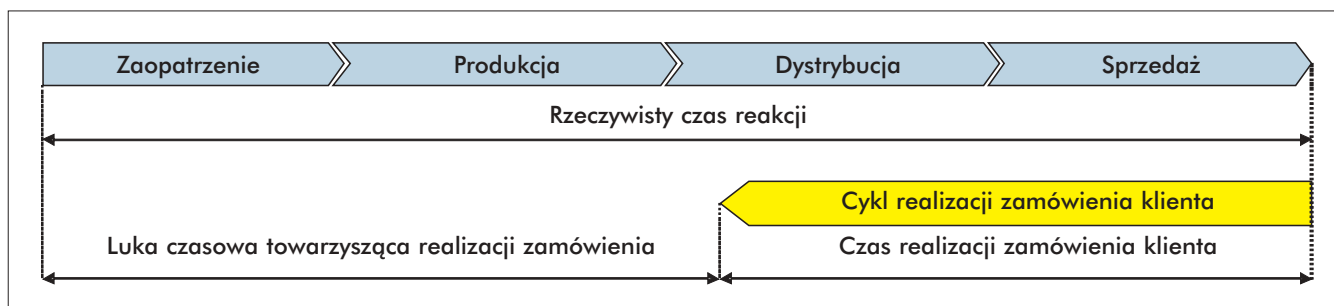 Zaopatrzenie Produkcja Dystrybucja Sprzedaż
Rzeczywisty czas reakcji
Cykl realizacji zamówienia klienta
Luka czasowa towarzysząca realizacji zamówienia Czas realizacji zamówienia klienta